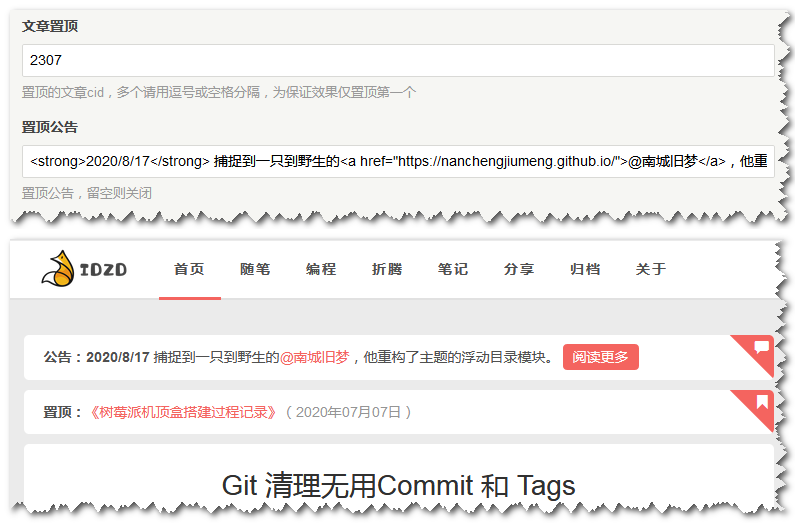 文章置顶
2307
置顶的文章cid，多个请用逗号或空格分隔，为保证效果仅置顶第一个
置顶公告
<strong>2020/8/17</strong> 捕捉到一只到野生的<a href="https://nanchengjiumeng.github.io/">@南城旧梦</a>，他重
置顶公告，留空则关闭
IDZD 首页 随笔 编程 折腾 笔记 分享 归档 关于
公告：2020/8/17 捕捉到一只到野生的@南城旧梦，他重构了主题的浮动目录模块。 阅读更多
置顶：《树莓派机顶盒搭建过程记录》（2020年07月07日）
Git 清理无用Commit 和 Tags